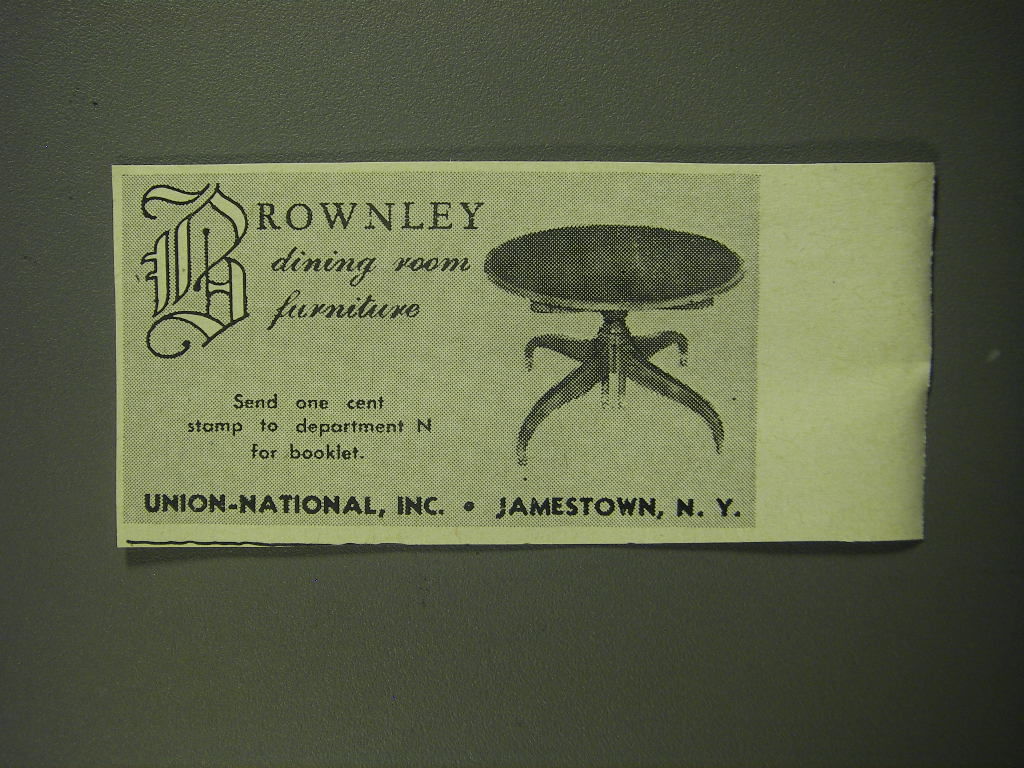 BROWNLEY
dining room
furniture
Send one cent
stamp to department N
for booklet.
UNION-NATIONAL, INC. • JAMESTOWN, N. Y.